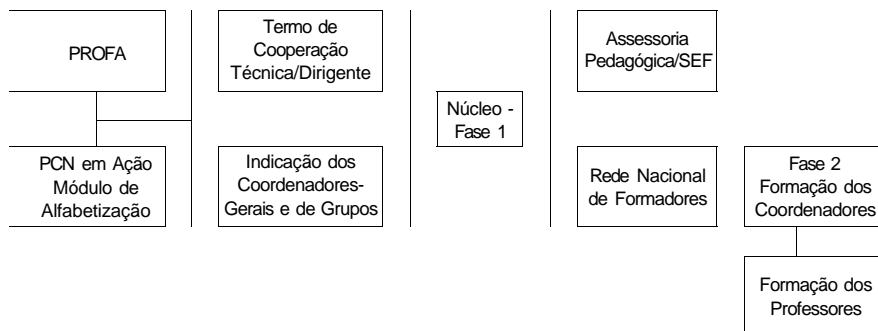 PROFA
PCN em Ação
Módulo de
Alfabetização
Termo de
Cooperação
Técnica/Dirigente
Indicação dos
Coordenadores-
Gerais e de Grupos
Núcleo -
Fase 1
Assessoria
Pedagógica/SEF
Rede Nacional
de Formadores
Fase 2
Formação dos
Coordenadores
Formação dos
Professores